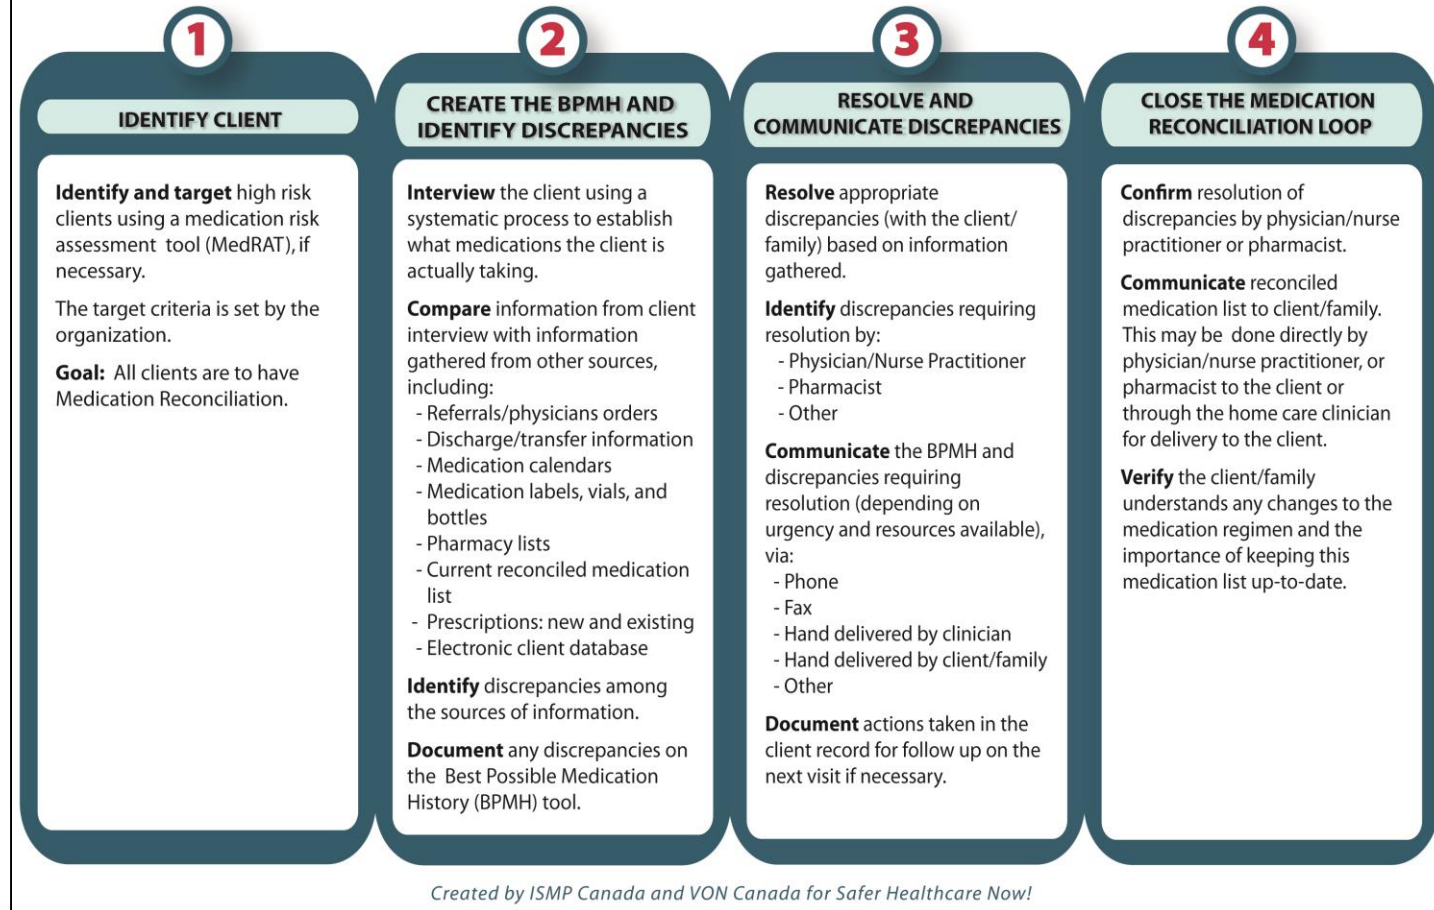 1
IDENTIFY CLIENT
Identify and target high risk
clients using a medication risk
assessment tool (MedRAT), if
necessary.
The target criteria is set by the
organization.
Goal: All clients are to have
Medication Reconciliation.
2
CREATE THE BPMH AND
IDENTIFY DISCREPANCIES
Interview the client using a
systematic process to establish
what medications the client is
actually taking.
Compare information from client
interview with information
gathered from other sources,
including:
- Referrals/physicians orders
- Discharge/transfer information
- Medication calendars
- Medication labels, vials, and
bottles
- Pharmacy lists
- Current reconciled medication
list
- Prescriptions: new and existing
- Electronic client database
Identify discrepancies among
the sources of information.
Document any discrepancies on
the Best Possible Medication
History (BPMH) tool.
3
RESOLVE AND
COMMUNICATE DISCREPANCIES
Resolve appropriate
discrepancies (with the client/
family) based on information
gathered.
Identify discrepancies requiring
resolution by:
- Physician/Nurse Practitioner
- Pharmacist
- Other
Communicate the BPMH and
discrepancies requiring
resolution (depending on
urgency and resources available),
via:
- Phone
- Fax
- Hand delivered by clinician
- Hand delivered by client/family
- Other
Document actions taken in the
client record for follow up on the
next visit if necessary.
4
CLOSE THE MEDICATION
RECONCILIATION LOOP
Confirm resolution of
discrepancies by physician/nurse
practitioner or pharmacist.
Communicate reconciled
medication list to client/family.
This may be done directly by
physician/nurse practitioner, or
pharmacist to the client or
through the home care clinician
for delivery to the client.
Verify the client/family
understands any changes to the
medication regimen and the
importance of keeping this
medication list up-to-date.
Created by ISMP Canada and VON Canada for Safer Healthcare Now!